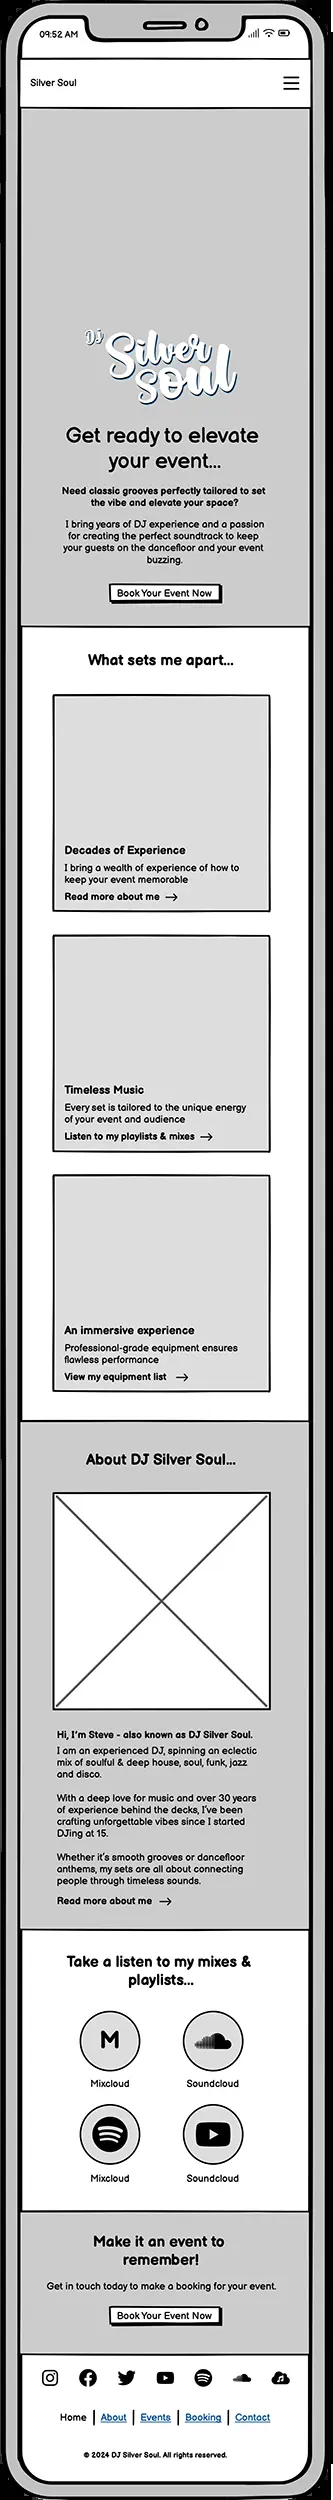 09:52 AM
Silver Soul
DJ
Silver
Soul
Get ready to elevate
your event...
Need classic grooves perfectly tailored to set
the vibe and elevate your space?
I bring years of DJ experience and a passion
for creating the perfect soundtrack to keep
your guests on the dancefloor and your event
buzzing.
Book Your Event Now
What sets me apart...
Decades of Experience
I bring a wealth of experience of how to
keep your event memorable
Read more about me
Timeless Music
Every set is tailored to the unique energy
of your event and audience
Listen to my playlists & mixes
An immersive experience
Professional-grade equipment ensures
flawless performance
View my equipment list
About DJ Silver Soul...
Hi, I'm Steve - also known as DJ Silver Soul.
I am an experienced DJ, spinning an eclectic
mix of soulful & deep house, soul, funk, jazz
and disco.
With a deep love for music and over 30 years
of experience behind the decks, I've been
crafting unforgettable vibes since I started
DJing at 15.
Whether it's smooth grooves or dancefloor
anthems, my sets are all about connecting
people through timeless sounds.
Read more about me
Take a listen to my mixes &
playlists...
M
Mixcloud Soundcloud
Mixcloud Soundcloud
Make it an event to
remember!
Get in touch today to make a booking for your event.
Book Your Event Now
Home | About | Events | Booking | Contact
© 2024 DJ Silver Soul. All rights reserved.